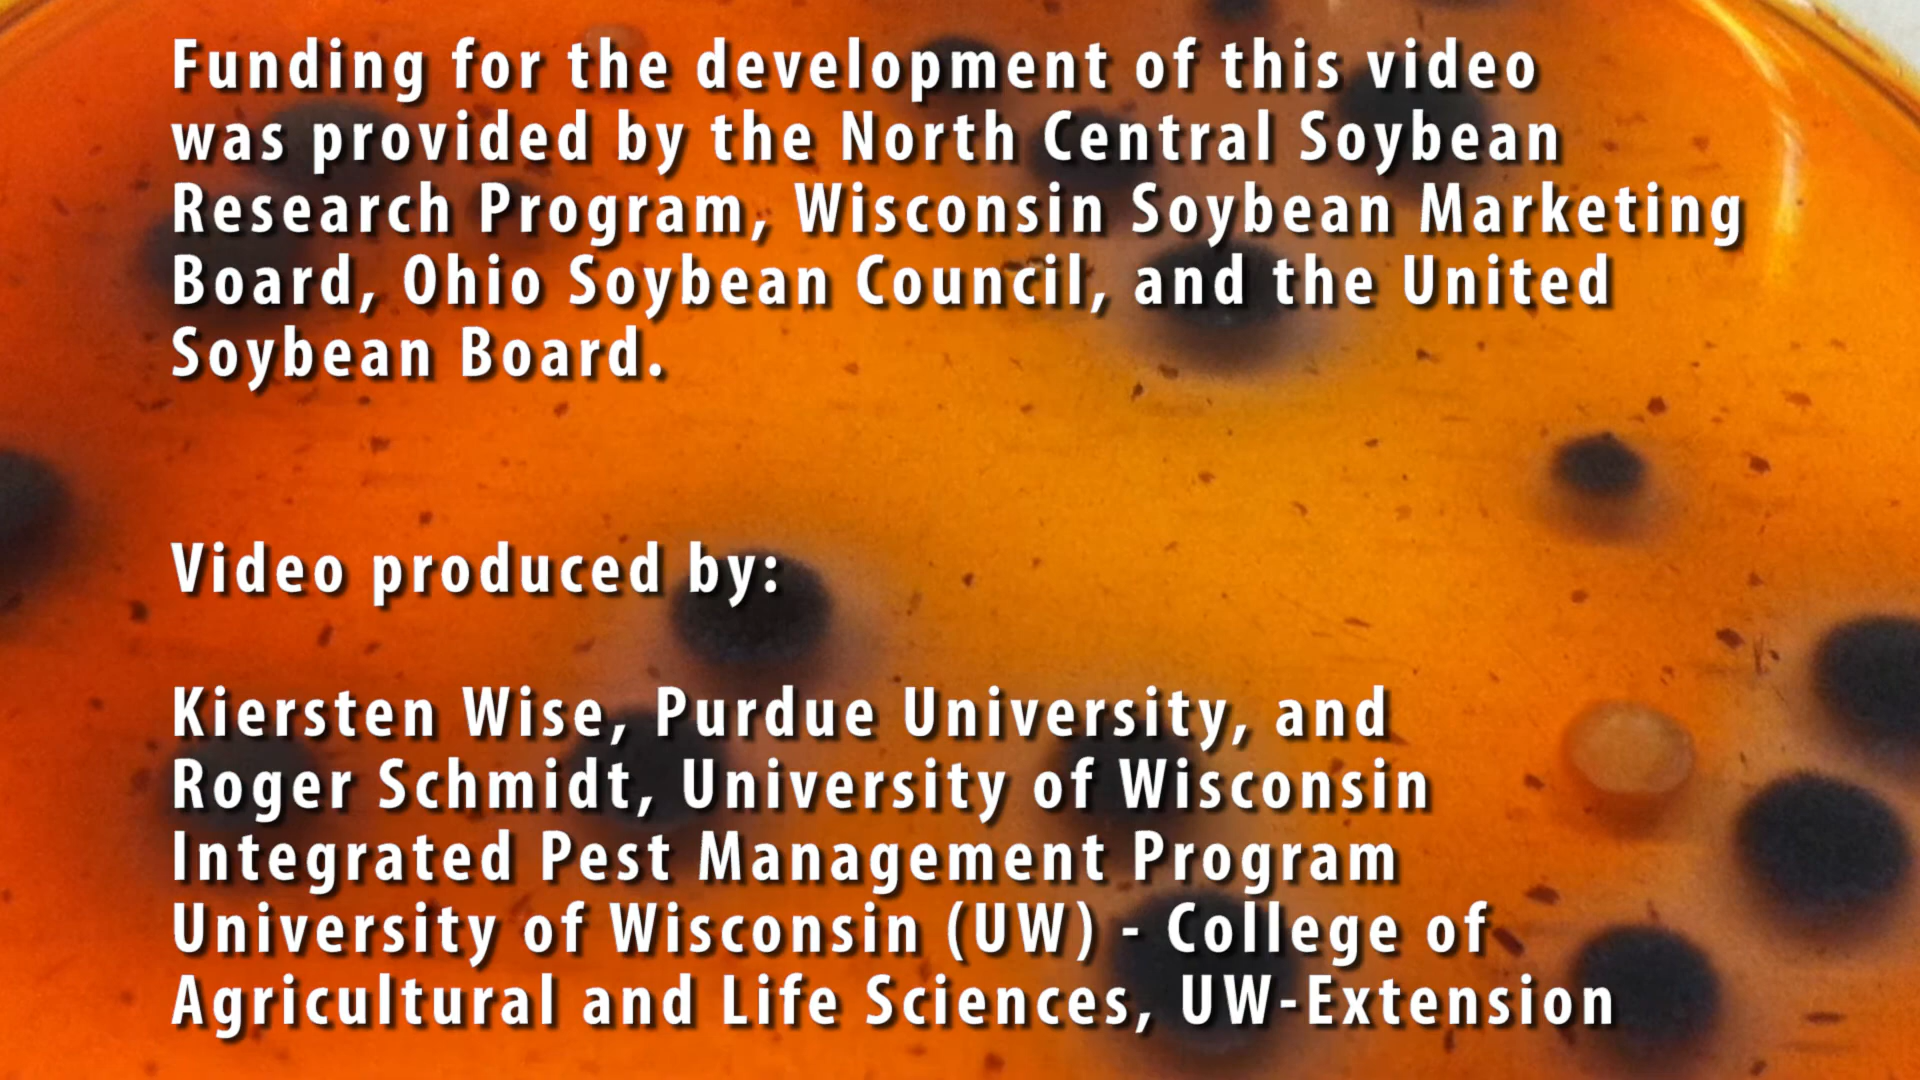 Funding for the development of this video
was provided by the North Central Soybean
Research Program, Wisconsin Soybean Marketing
Board, Ohio Soybean Council, and the United
Soybean Board.
Video produced by:
Kiersten Wise, Purdue University, and
Roger Schmidt, University of Wisconsin
Integrated Pest Management Program
University of Wisconsin (UW) - College of
Agricultural and Life Sciences, UW-Extension